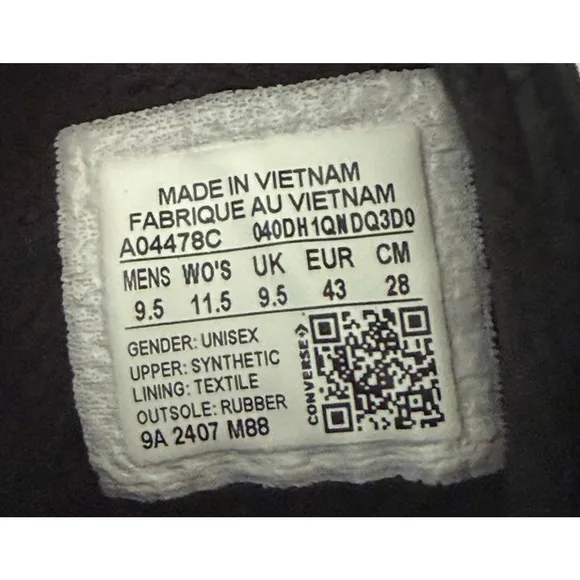 MADE IN VIETNAM
FABRIQUE AU VIETNAM
A04478C 040DH1QNDQ3D0
MENS WO'S UK EUR CM
9.5 11.5 9.5 43 28
GENDER: UNISEX
UPPER: SYNTHETIC
LINING: TEXTILE
OUTSOLE: RUBBER
9A 2407 M88
CONVERSE